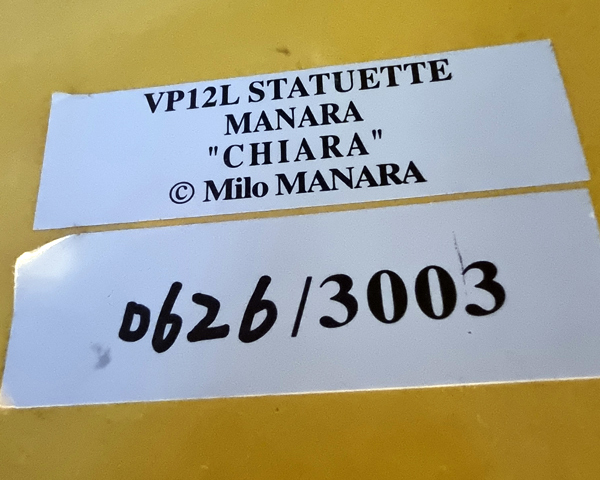 VP12L STATUETTE
MANARA
"CHIARA"
© Milo MANARA
0626/3003